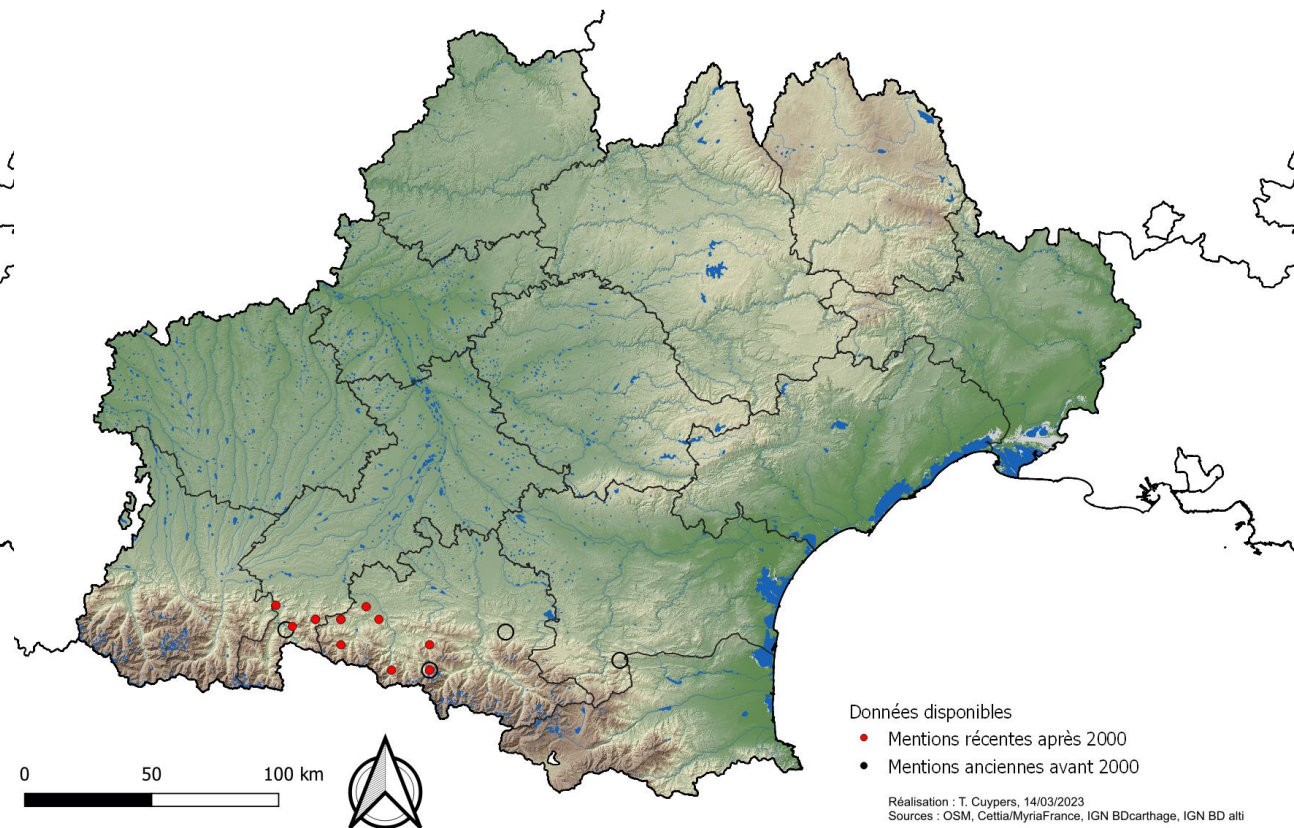 Données disponibles
Mentions récentes après 2000
Mentions anciennes avant 2000
0 50 100 km
Réalisation : T. Cuypers, 14/03/2023
Sources : OSM, Cettia/MyriaFrance, IGN BDcarthage, IGN BD alti